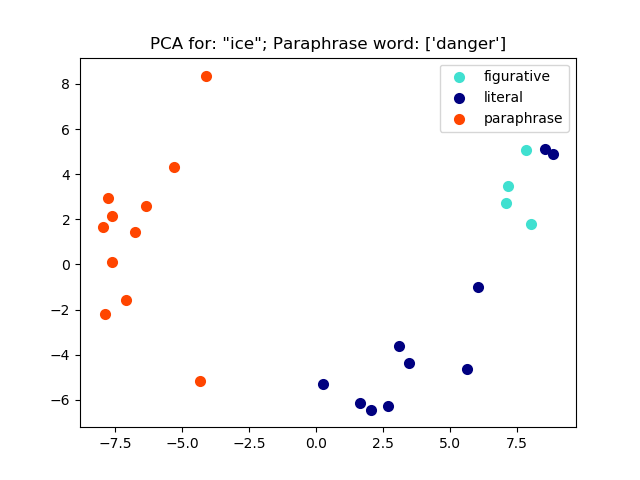 PCA for: "ice"; Paraphrase word: ['danger']
figurative
literal
paraphrase
8
6
4
2
0
−2
−4
−6
−7.5 −5.0 −2.5 0.0 2.5 5.0 7.5